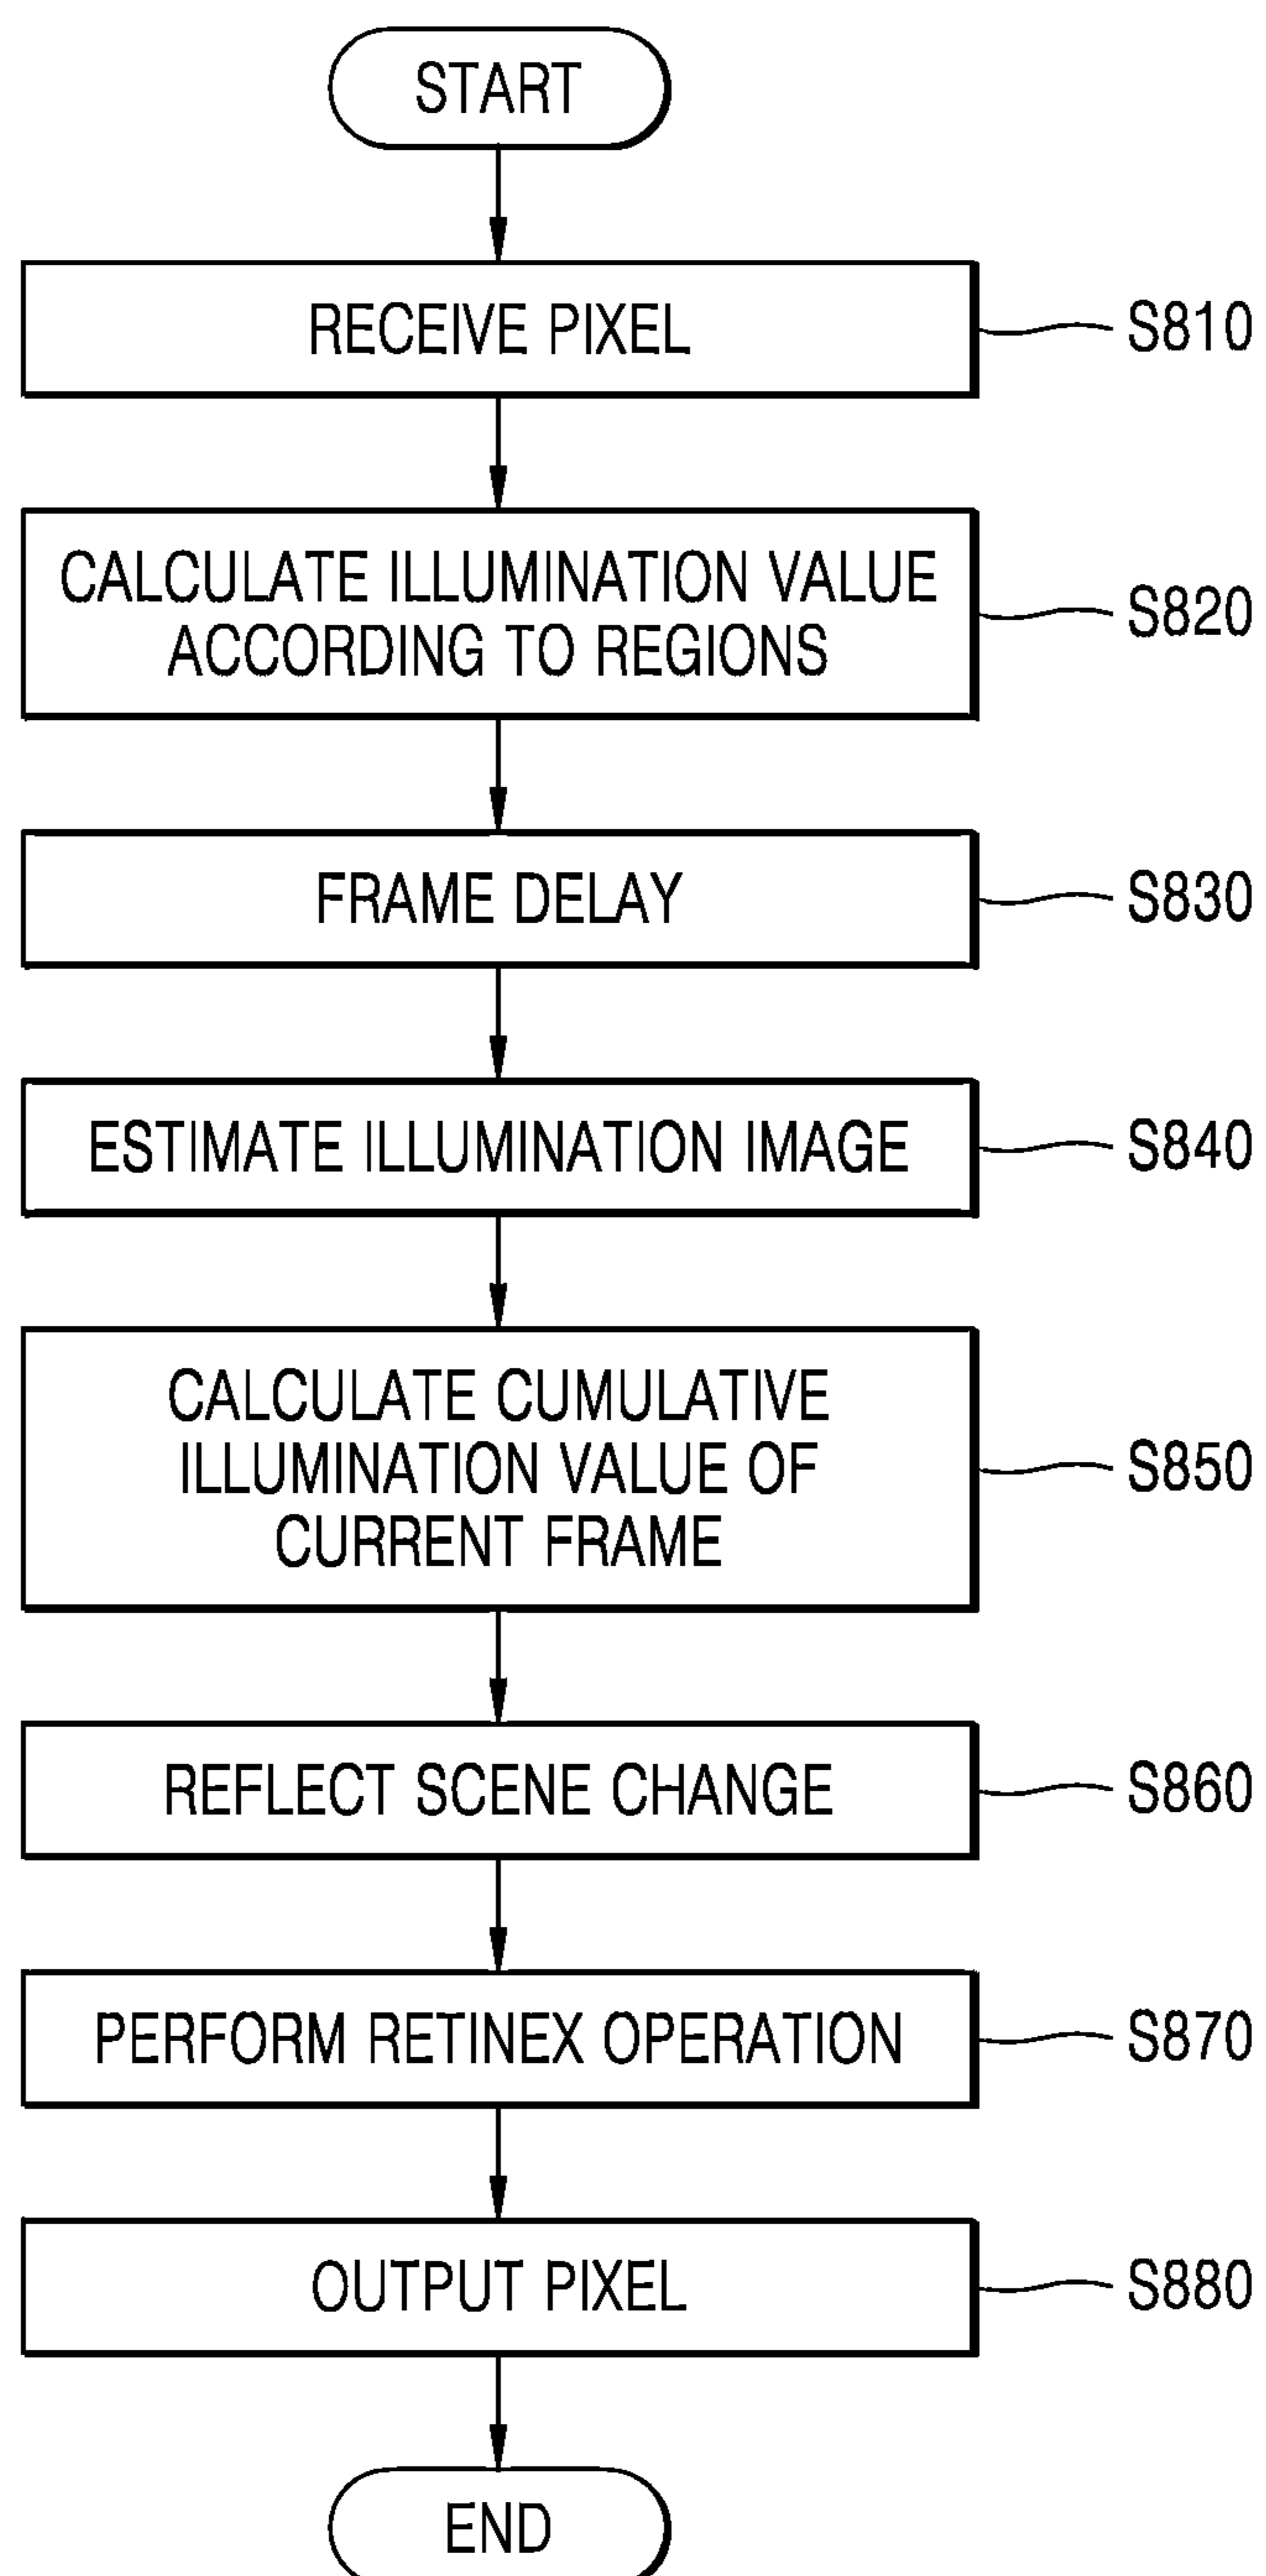 START
RECEIVE PIXEL
S810
CALCULATE ILLUMINATION VALUE
ACCORDING TO REGIONS
S820
FRAME DELAY
S830
ESTIMATE ILLUMINATION IMAGE
S840
CALCULATE CUMULATIVE
ILLUMINATION VALUE OF
CURRENT FRAME
S850
REFLECT SCENE CHANGE
S860
PERFORM RETINEX OPERATION
S870
OUTPUT PIXEL
S880
END